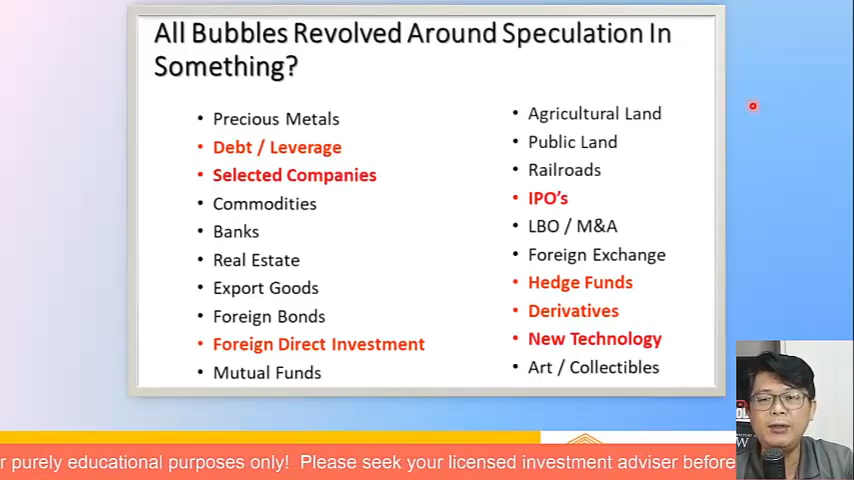 All Bubbles Revolved Around Speculation In
Something?
• Precious Metals
• Debt / Leverage
• Selected Companies
• Commodities
• Banks
• Real Estate
• Export Goods
• Foreign Bonds
• Foreign Direct Investment
• Mutual Funds
• Agricultural Land
• Public Land
• Railroads
• IPO's
• LBO / M&A
• Foreign Exchange
• Hedge Funds
• Derivatives
• New Technology
• Art / Collectibles
r purely educational purposes only! Please seek your licensed investment adviser before